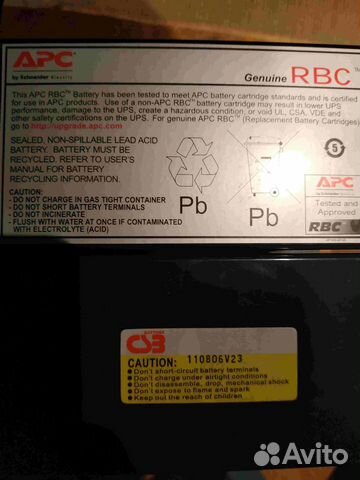 APC
by Schneider Electric
Genuine RBC™
This APC RBC™ Battery has been tested to meet APC battery cartridge standards and is certified
for use in APC products. Use of a non-APC RBC™ battery cartridge may result in lower UPS
performance, damage to the UPS, create a hazardous condition, or void UL, CSA, VDE and
other safety certifications on the UPS. For genuine APC RBC™ (Replacement Battery Cartridges)
go to http://upgrade.apc.com
SEALED, NON-SPILLABLE LEAD ACID
BATTERY. BATTERY MUST BE
RECYCLED. REFER TO USER'S
MANUAL FOR BATTERY
RECYCLING INFORMATION.
CAUTION:
- DO NOT CHARGE IN GAS TIGHT CONTAINER
- DO NOT SHORT BATTERY TERMINALS
- DO NOT INCINERATE
- FLUSH WITH WATER AT ONCE IF CONTAMINATED
WITH ELECTROLYTE (ACID)
Pb
Pb
5
APC
by Schneider Electric
Tested and
Approved
RBC
CSB
BATTERY
CAUTION: 110806V23
●Don't short-circuit battery terminals
●Don't charge under airtight conditions
●Don't disassemble, drop, mechanical shock
●Don't near to fire and flame spark
●Keep out the reach of children
Avito